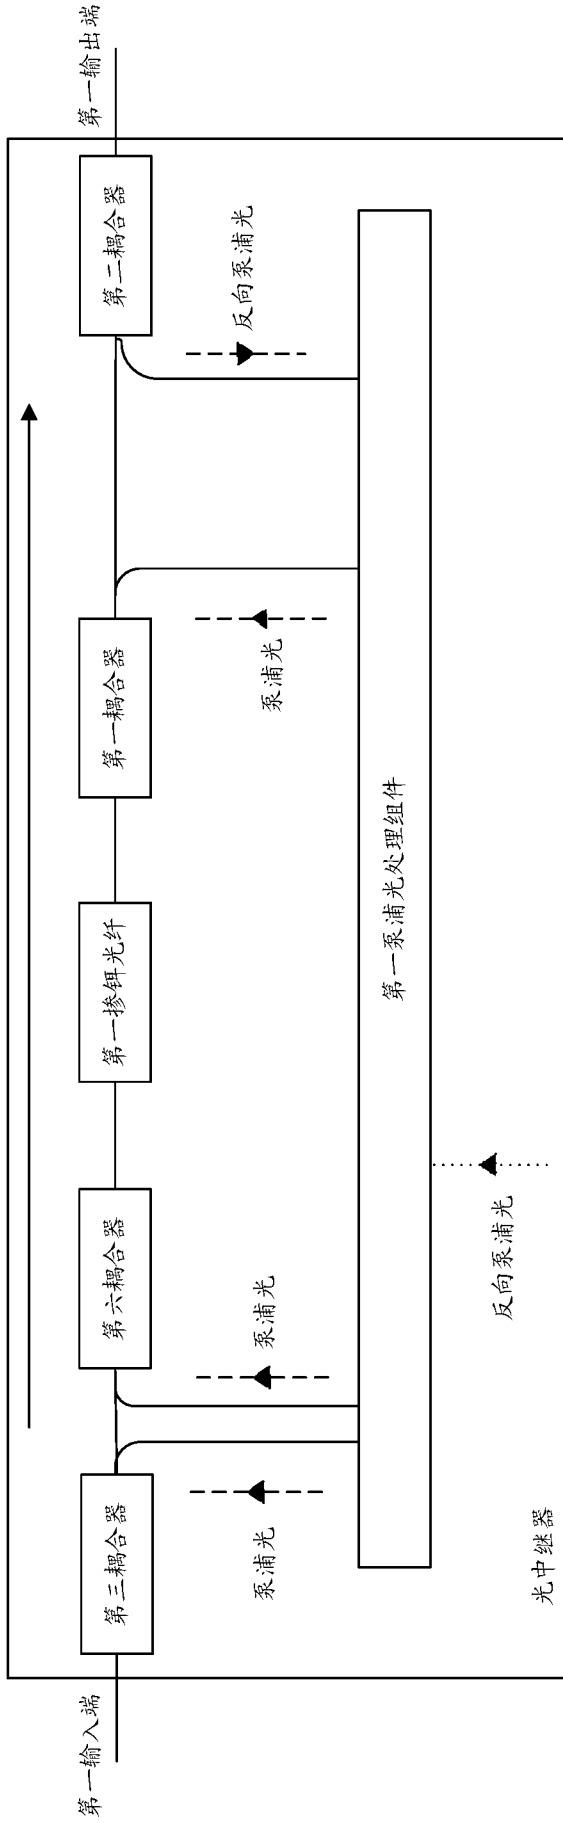 第一输入端
第三耦合器
第六耦合器
第一掺铒光纤
第一耦合器
第二耦合器
第一输出端
泵浦光
泵浦光
泵浦光
反向泵浦光
第一泵浦光处理组件
反向泵浦光
光中继器